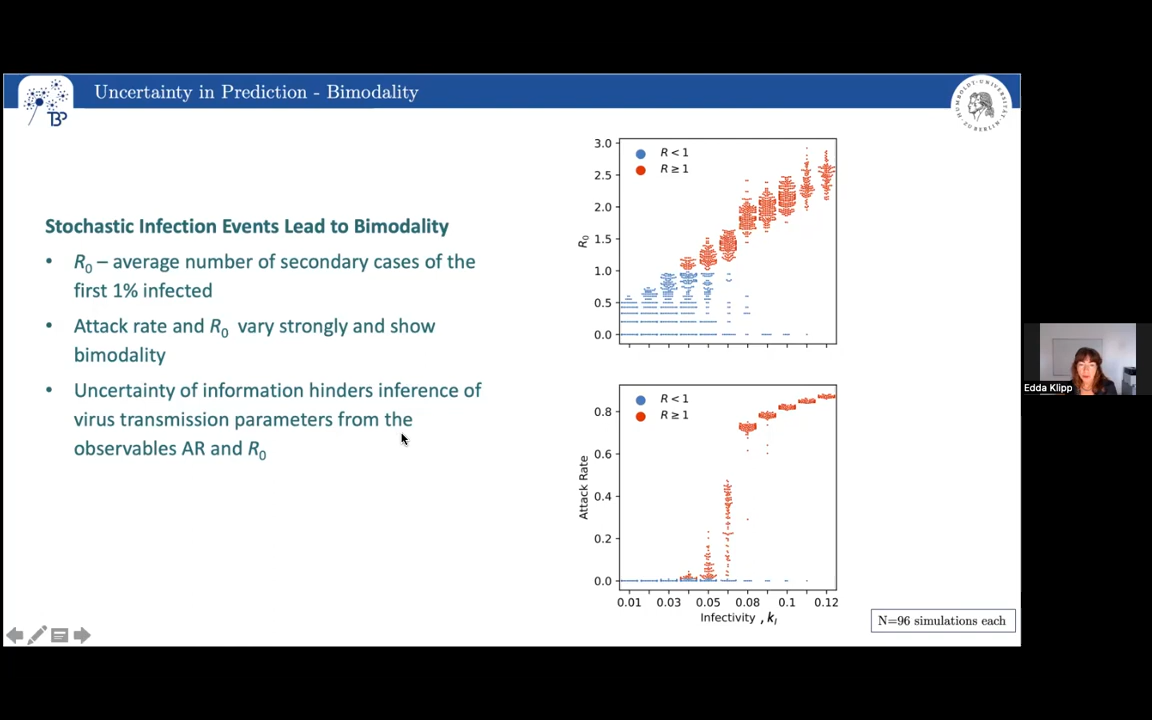 Uncertainty in Prediction - Bimodality
TBP
HUMBOLDT-UNIVERSITÄT ZU BERLIN
Stochastic Infection Events Lead to Bimodality
• R0 – average number of secondary cases of the
first 1% infected
• Attack rate and R0 vary strongly and show
bimodality
• Uncertainty of information hinders inference of
virus transmission parameters from the
observables AR and R0
R < 1
R ≥ 1
3.0
2.5
2.0
1.5
1.0
0.5
0.0
R0
R < 1
R ≥ 1
0.8
0.6
0.4
0.2
0.0
Attack Rate
0.01 0.03 0.05 0.08 0.1 0.12
Infectivity , kI
N=96 simulations each
Edda Klipp